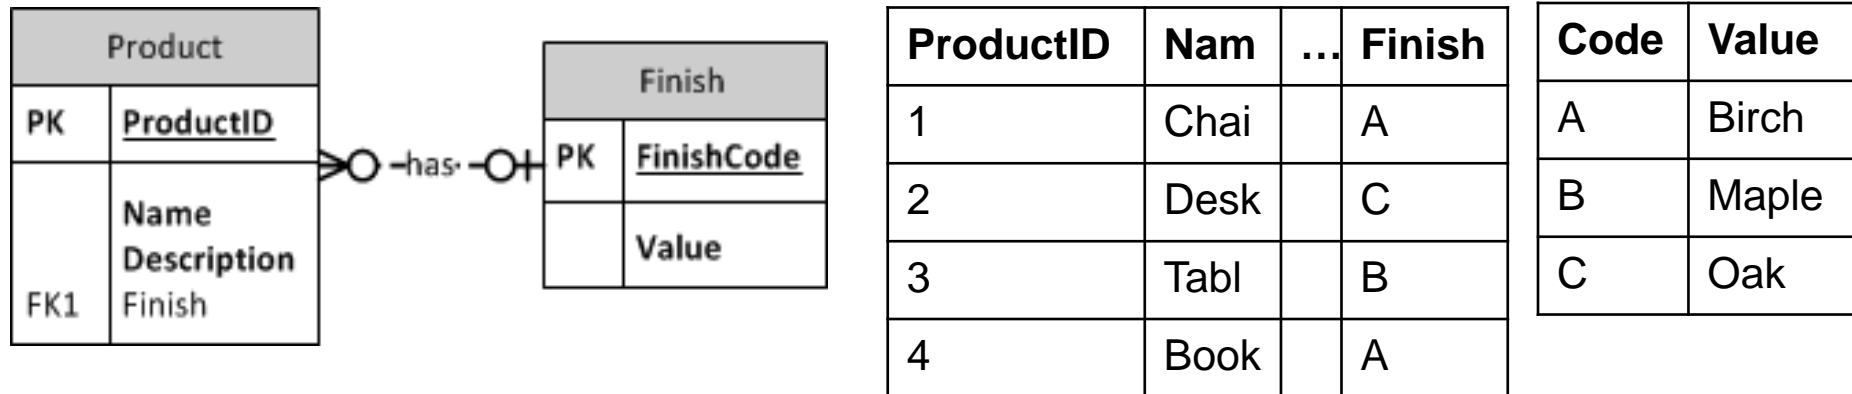 Product
PK ProductID
Name
Description
FK1 Finish
has
Finish
PK FinishCode
Value
ProductID Nam … Finish
1 Chai A
2 Desk C
3 Tabl B
4 Book A
Code Value
A Birch
B Maple
C Oak